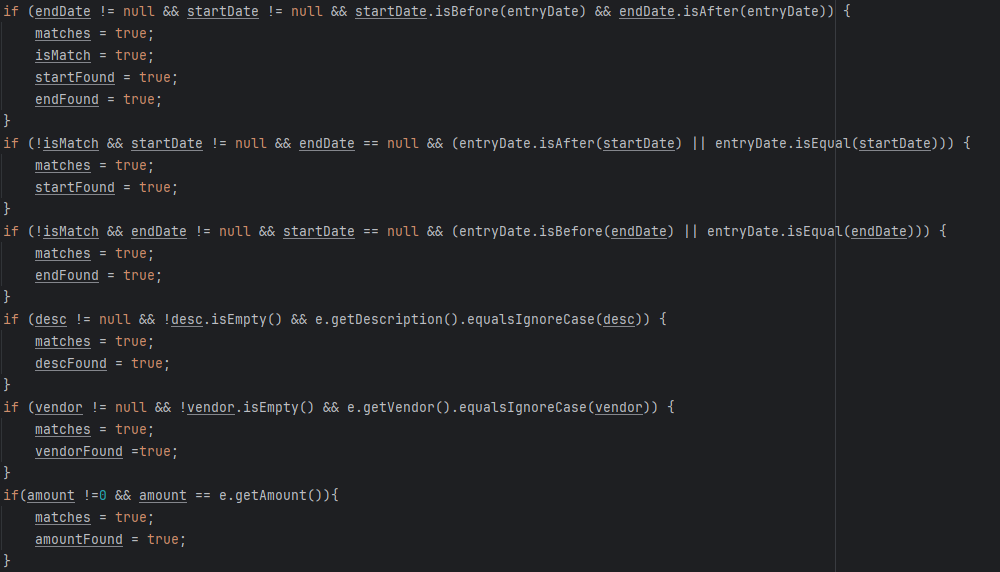 if (endDate != null && startDate != null && startDate.isBefore(entryDate) && endDate.isAfter(entryDate)) {
    matches = true;
    isMatch = true;
    startFound = true;
    endFound = true;
}
if (!isMatch && startDate != null && endDate == null && (entryDate.isAfter(startDate) || entryDate.isEqual(startDate))) {
    matches = true;
    startFound = true;
}
if (!isMatch && endDate != null && startDate == null && (entryDate.isBefore(endDate) || entryDate.isEqual(endDate))) {
    matches = true;
    endFound = true;
}
if (desc != null && !desc.isEmpty() && e.getDescription().equalsIgnoreCase(desc)) {
    matches = true;
    descFound = true;
}
if (vendor != null && !vendor.isEmpty() && e.getVendor().equalsIgnoreCase(vendor)) {
    matches = true;
    vendorFound =true;
}
if(amount !=0 && amount == e.getAmount()){
    matches = true;
    amountFound = true;
}